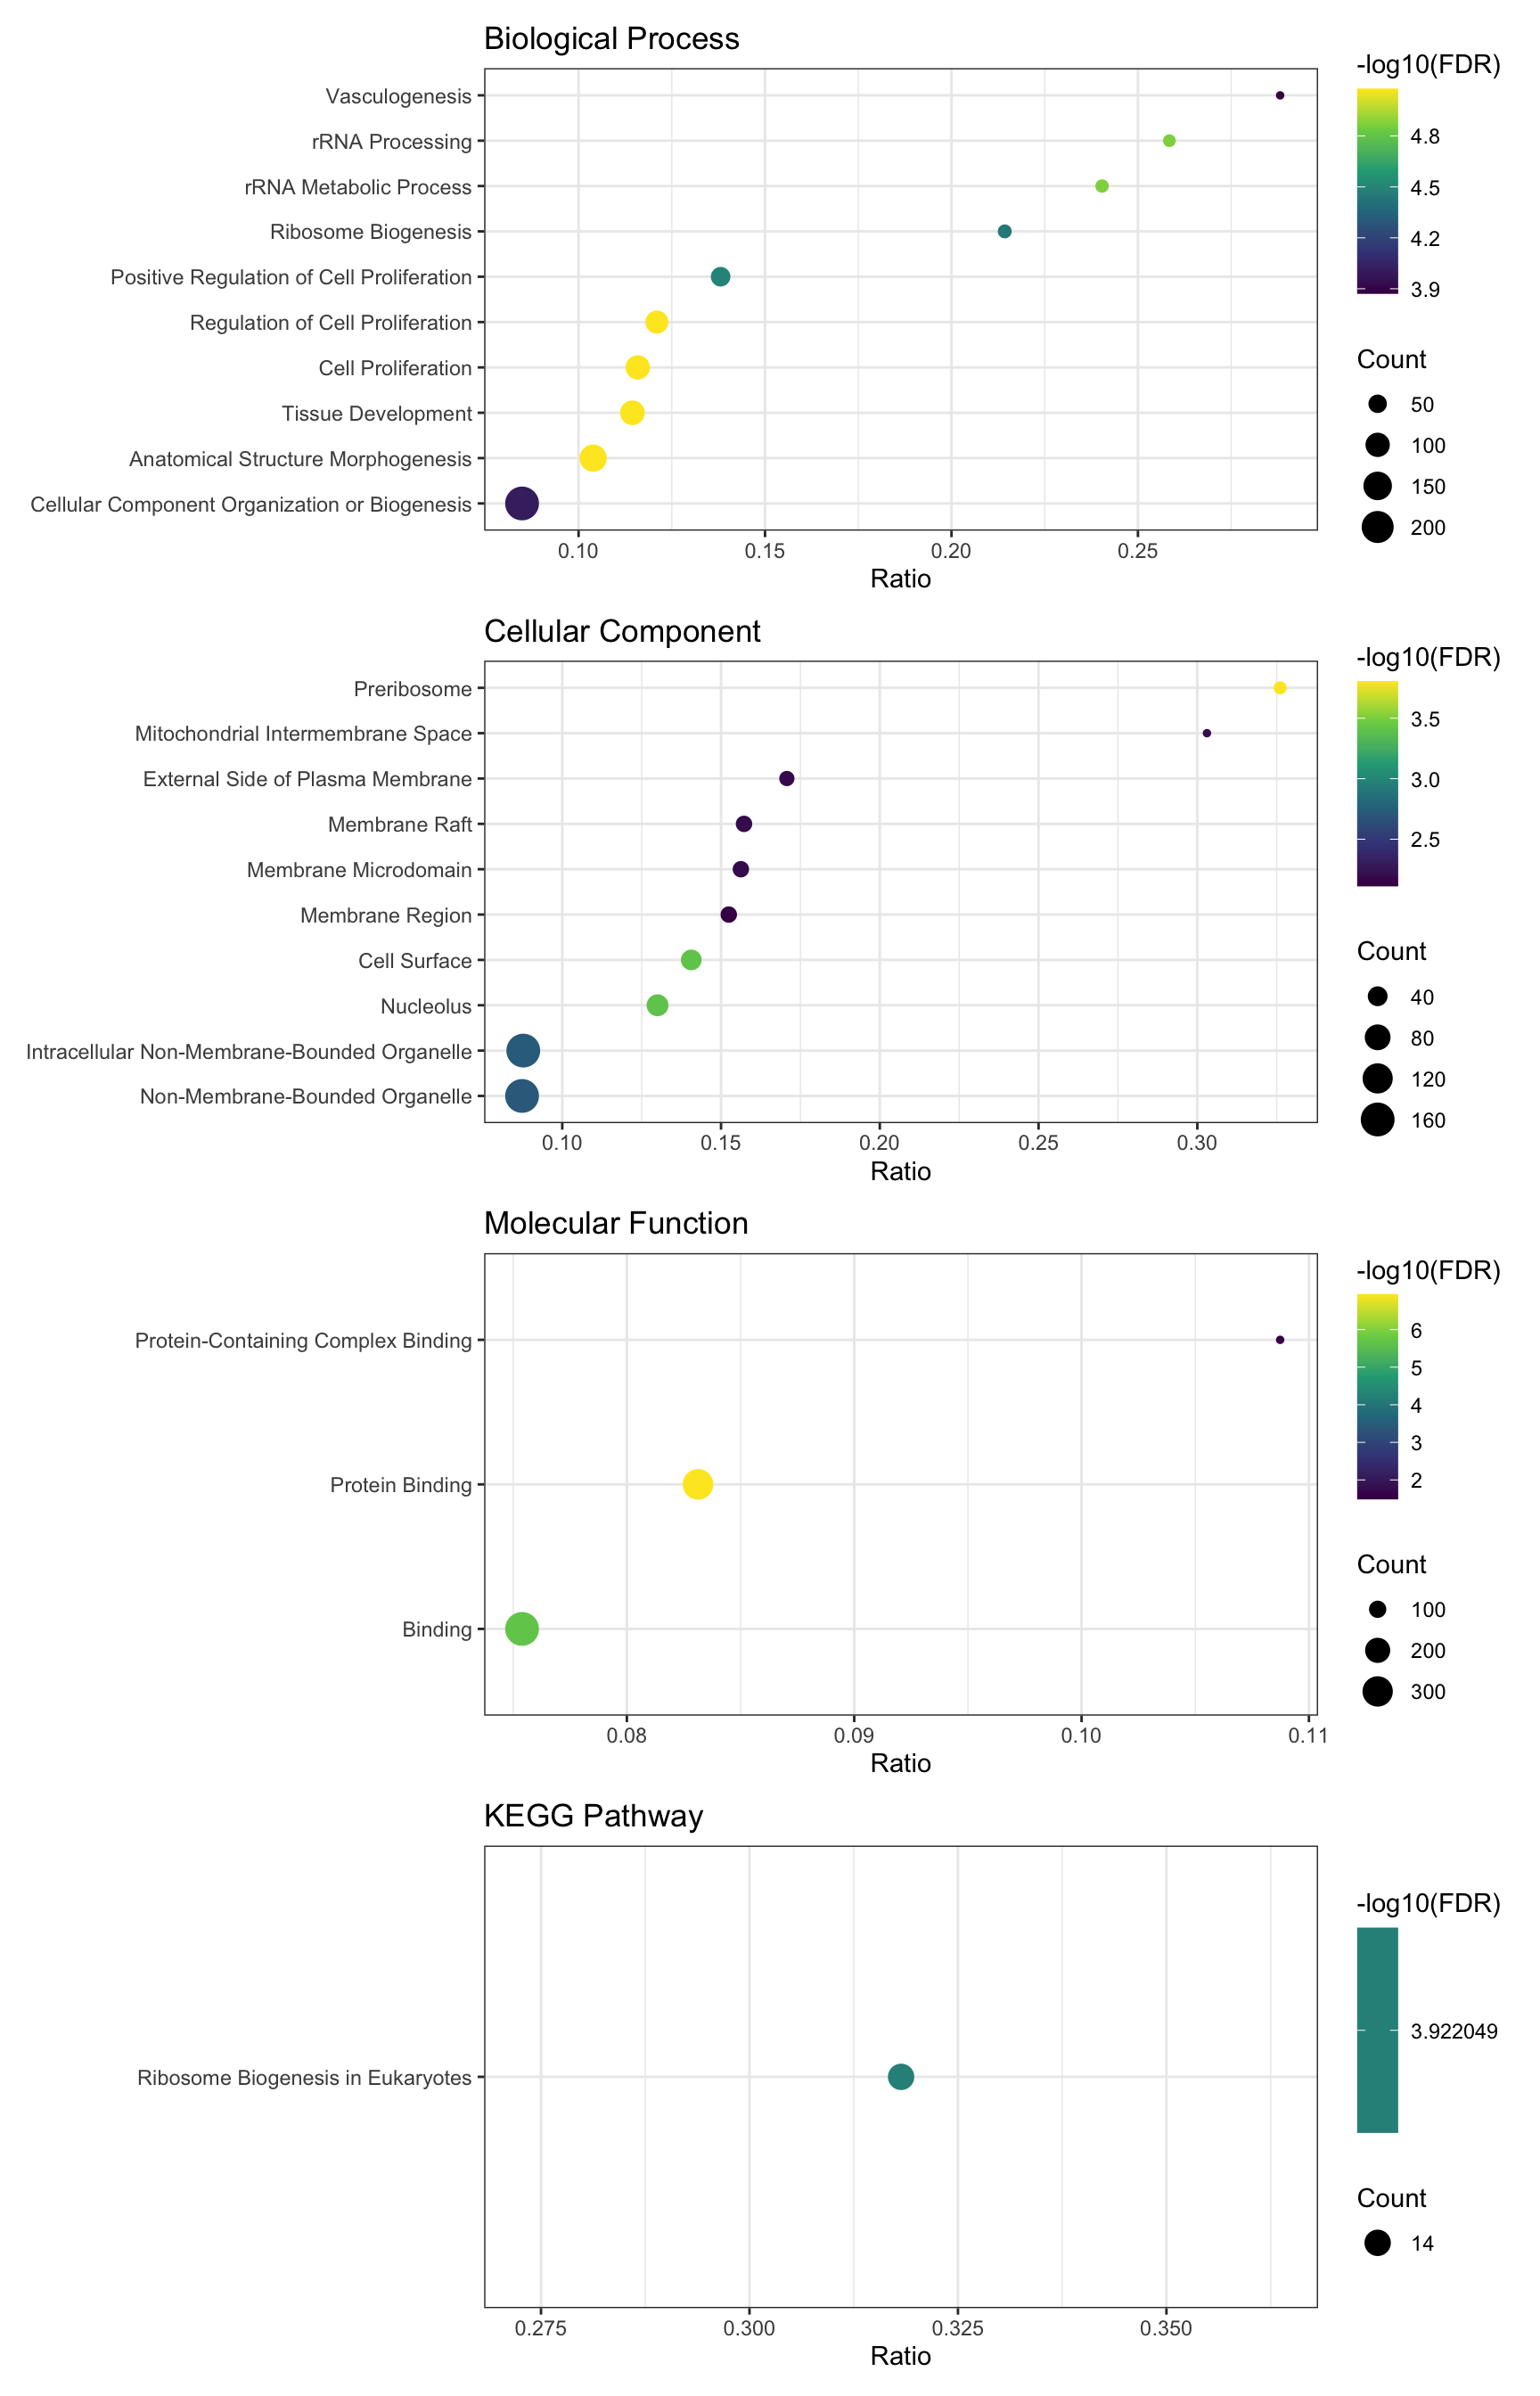 Biological Process
Vasculogenesis
rRNA Processing
rRNA Metabolic Process
Ribosome Biogenesis
Positive Regulation of Cell Proliferation
Regulation of Cell Proliferation
Cell Proliferation
Tissue Development
Anatomical Structure Morphogenesis
Cellular Component Organization or Biogenesis
0.10 0.15 0.20 0.25
Ratio
-log10(FDR)
4.8
4.5
4.2
3.9
Count
50
100
150
200
Cellular Component
Preribosome
Mitochondrial Intermembrane Space
External Side of Plasma Membrane
Membrane Raft
Membrane Microdomain
Membrane Region
Cell Surface
Nucleolus
Intracellular Non-Membrane-Bounded Organelle
Non-Membrane-Bounded Organelle
0.10 0.15 0.20 0.25 0.30
Ratio
-log10(FDR)
3.5
3.0
2.5
Count
40
80
120
160
Molecular Function
Protein-Containing Complex Binding
Protein Binding
Binding
0.08 0.09 0.10 0.11
Ratio
-log10(FDR)
6
5
4
3
2
Count
100
200
300
KEGG Pathway
Ribosome Biogenesis in Eukaryotes
0.275 0.300 0.325 0.350
Ratio
-log10(FDR)
3.922049
Count
14